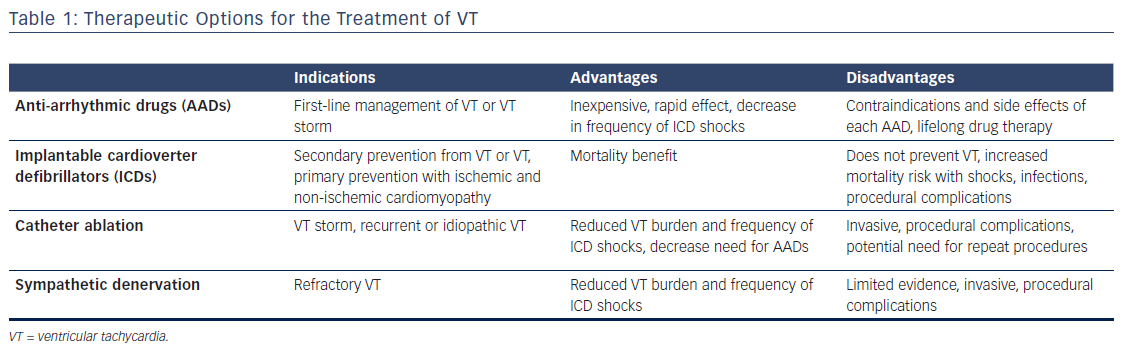 Table 1: Therapeutic Options for the Treatment of VT
Indications Advantages Disadvantages
Anti-arrhythmic drugs (AADs)
First-line management of VT or VT
storm
Inexpensive, rapid effect, decrease
in frequency of ICD shocks
Contraindications and side effects of
each AAD, lifelong drug therapy
Implantable cardioverter
defibrillators (ICDs)
Secondary prevention from VT or VT,
primary prevention with ischemic and
non-ischemic cardiomyopathy
Mortality benefit
Does not prevent VT, increased
mortality risk with shocks, infections,
procedural complications
Catheter ablation
VT storm, recurrent or idiopathic VT
Reduced VT burden and frequency of
ICD shocks, decrease need for AADs
Invasive, procedural complications,
potential need for repeat procedures
Sympathetic denervation
Refractory VT
Reduced VT burden and frequency of
ICD shocks
Limited evidence, invasive, procedural
complications
VT = ventricular tachycardia.